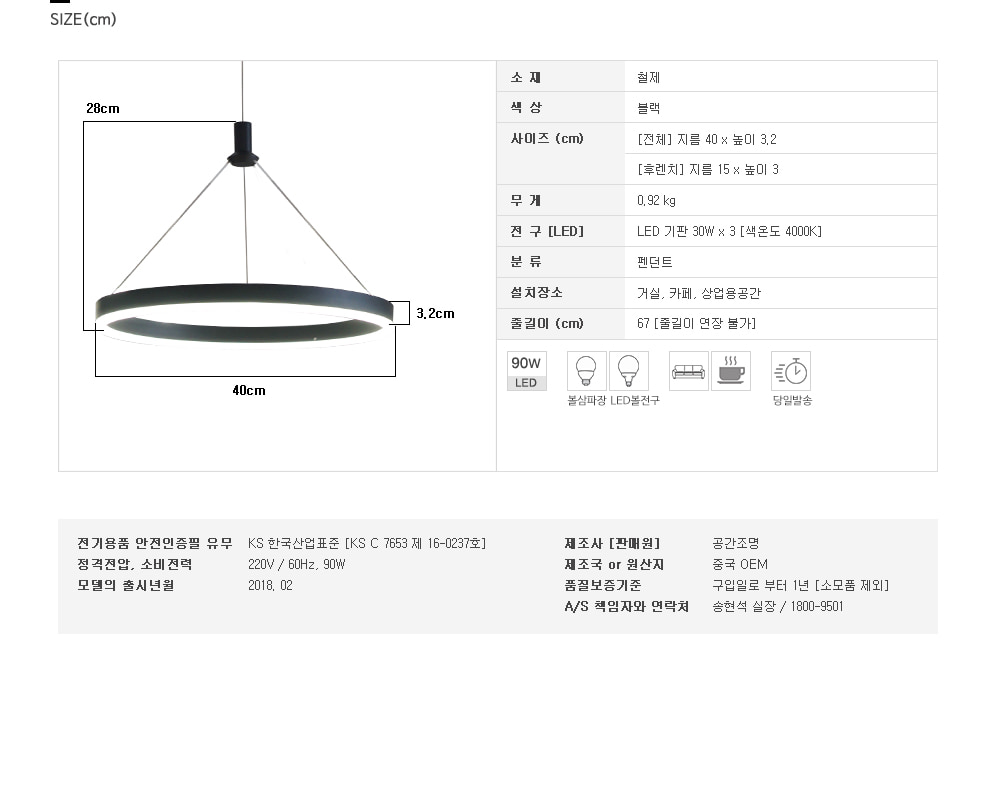 SIZE(cm)
28cm
3,2cm
40cm
소 재 철제
색 상 블랙
사이즈 (cm) [전체] 지름 40 x 높이 3,2
[후렌치] 지름 15 x 높이 3
무 게 0,92 kg
전 구 [LED] LED 기판 30W x 3 [색온도 4000K]
분 류 펜던트
설치장소 거실, 카페, 상업용공간
줄길이 (cm) 67 [줄길이 연장 불가]
90W
LED
볼삼파장 LED볼전구 당일발송
전기용품 안전인증필 유무 KS 한국산업표준 [KS C 7653 제 16-0237호]
정격전압, 소비전력 220V / 60Hz, 90W
모델의 출시년월 2018, 02
제조사 [판매원] 공간조명
제조국 or 원산지 중국 OEM
품질보증기준 구입일로 부터 1년 [소모품 제외]
A/S 책임자와 연락처 송현석 실장 / 1800-9501